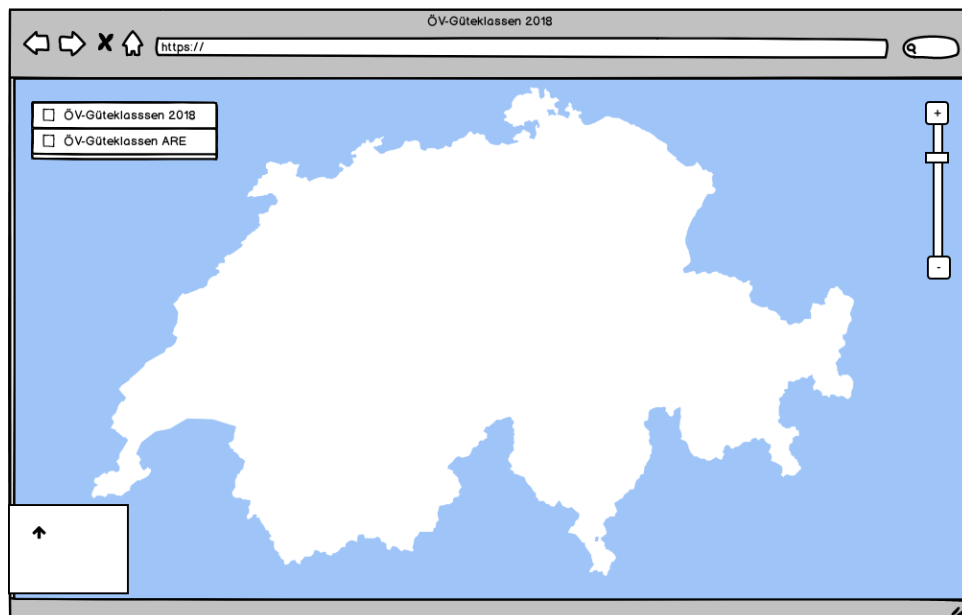 ÖV-Güteklassen 2018
https://
ÖV-Güteklasssen 2018
ÖV-Güteklassen ARE
+
-